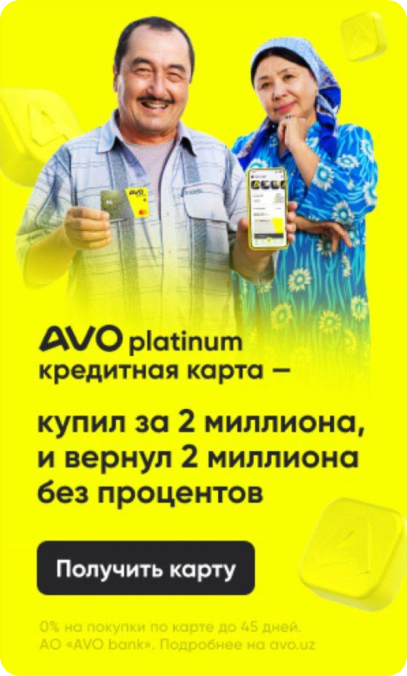 AVO platinum
кредитная карта —
купил за 2 миллиона,
и вернул 2 миллиона
без процентов
Получить карту
0% на покупки по карте до 45 дней.
АО «AVO bank». Подробнее на avo.uz